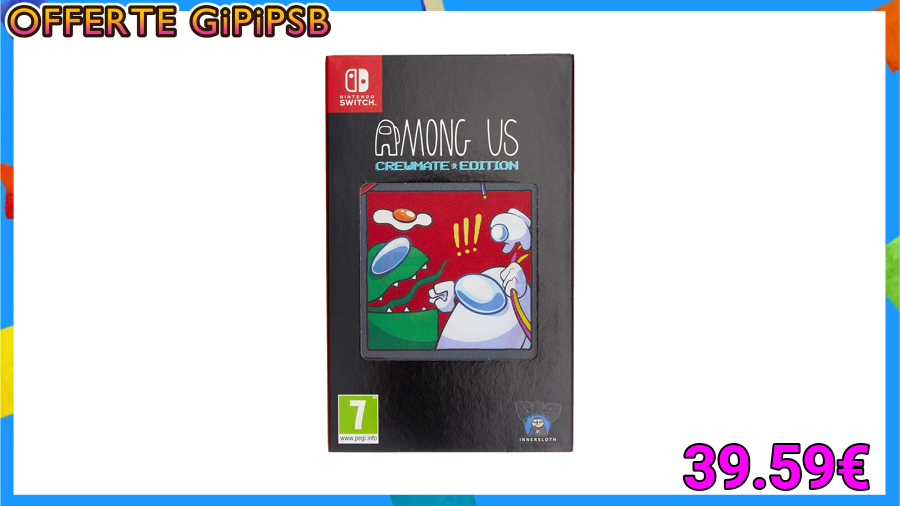 OFFERTE GiPiPSB
NINTENDO
SWITCH.
AMONG US
CREWMATE EDITION
!!!
7
www.pegi.info
INNERSLOTH
39.59€